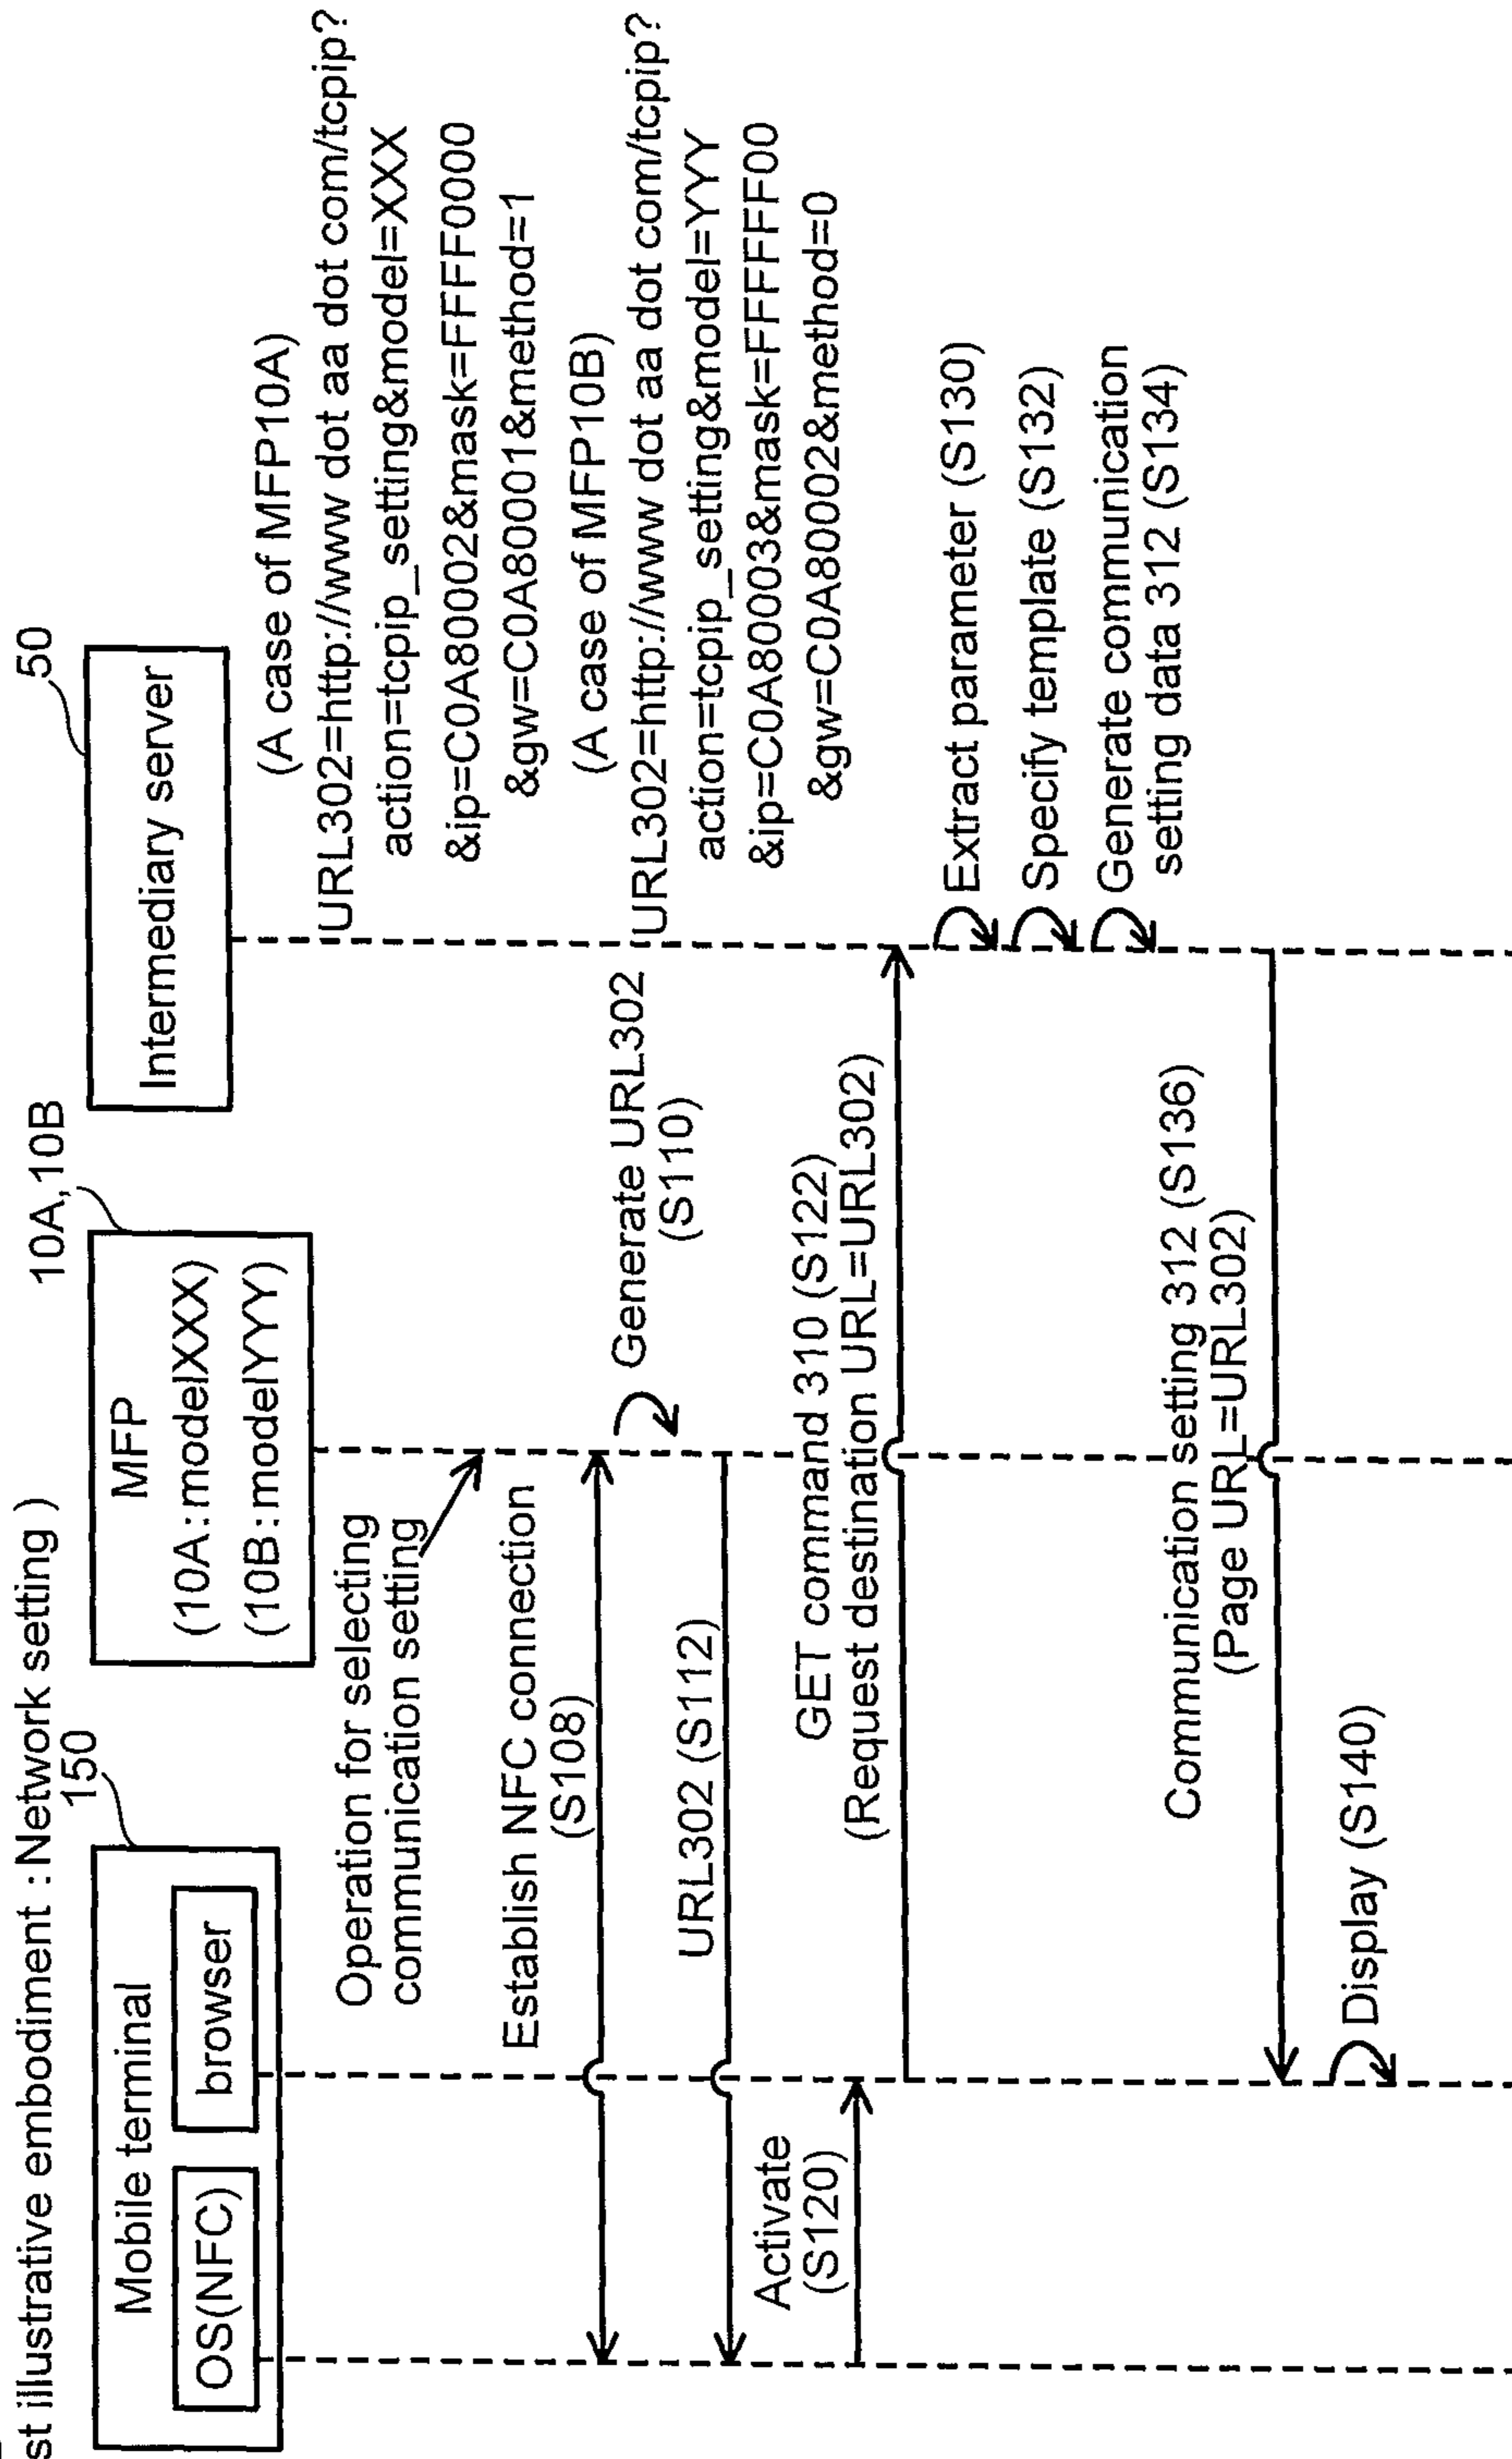 st illustrative embodiment : Network setting )
150
10A,10B
50
Mobile terminal
OS(NFC)
browser
MFP
(10A:modelXXX)
(10B:modelYYY)
Intermediary server
Operation for selecting
communication setting
(A case of MFP10A)
URL302=http://www dot aa dot com/tcpip?
action=tcpip_setting&model=XXX
&ip=C0A80002&mask=FFFF0000
&gw=C0A80001&method=1
(A case of MFP10B)
URL302=http://www dot aa dot com/tcpip?
action=tcpip_setting&model=YYY
&ip=C0A80003&mask=FFFFFF00
&gw=C0A80002&method=0
Establish NFC connection
(S108)
Generate URL302
(S110)
URL302 (S112)
Activate
(S120)
GET command 310 (S122)
(Request destination URL=URL302)
Extract parameter (S130)
Specify template (S132)
Generate communication
setting data 312 (S134)
Communication setting 312 (S136)
(Page URL=URL302)
Display (S140)